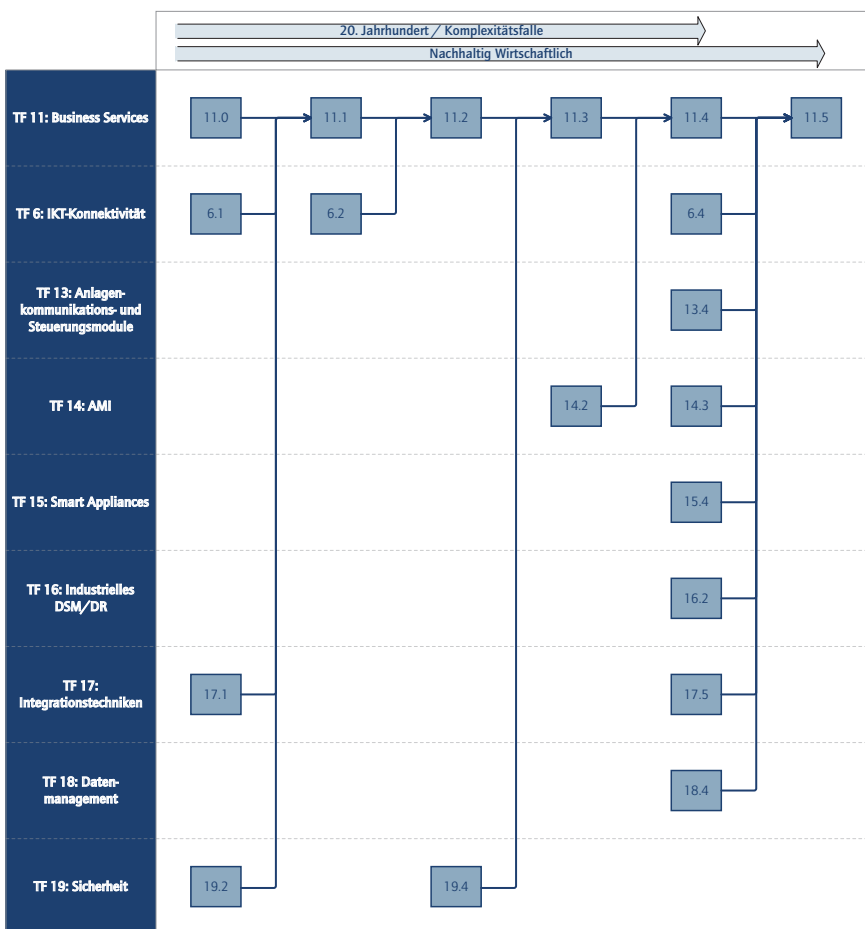 20. Jahrhundert / Komplexitätsfalle
Nachhaltig Wirtschaftlich
TF 11: Business Services
11.0
11.1
11.2
11.3
11.4
11.5
TF 6: IKT-Konnektivität
6.1
6.2
6.4
TF 13: Anlagen-
kommunikations- und
Steuerungsmodule
13.4
TF 14: AMI
14.2
14.3
TF 15: Smart Appliances
15.4
TF 16: Industrielles
DSM/DR
16.2
TF 17:
Integrationstechniken
17.1
17.5
TF 18: Daten-
management
18.4
TF 19: Sicherheit
19.2
19.4